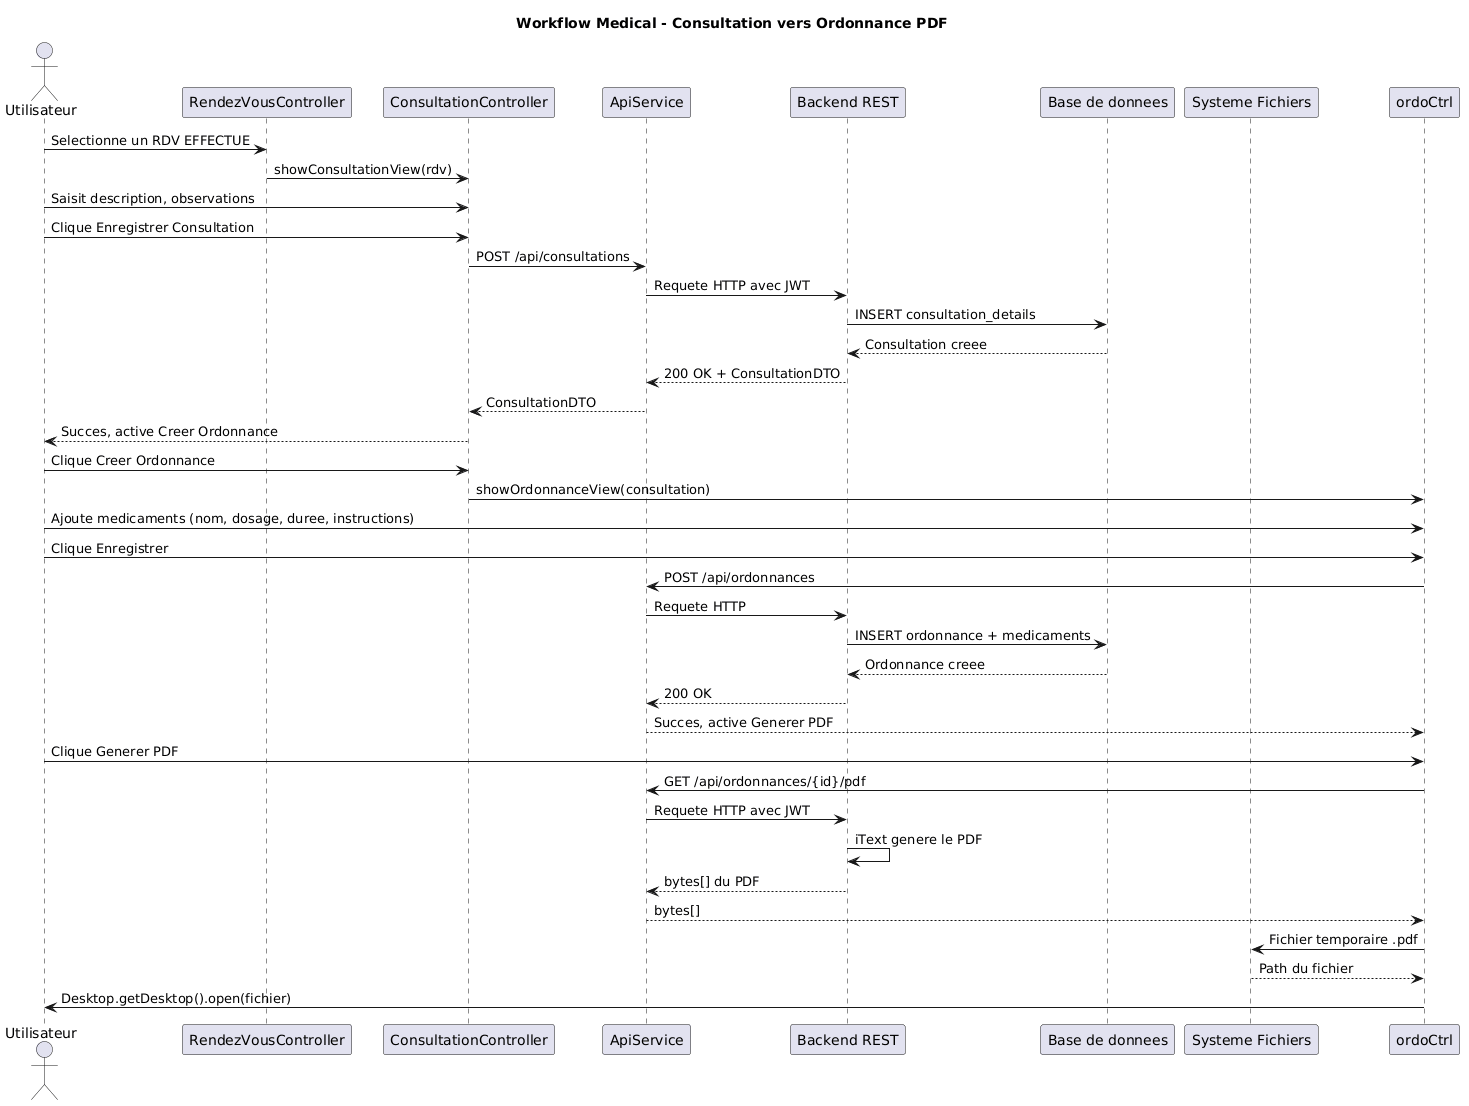 Workflow Medical - Consultation vers Ordonnance PDF
Utilisateur
RendezVousController
ConsultationController
ApiService
Backend REST
Base de donnees
Systeme Fichiers
ordoCtrl
Selectionne un RDV EFFECTUE
showConsultationView(rdv)
Saisit description, observations
Clique Enregistrer Consultation
POST /api/consultations
Requete HTTP avec JWT
INSERT consultation_details
Consultation creee
200 OK + ConsultationDTO
ConsultationDTO
Succes, active Creer Ordonnance
Clique Creer Ordonnance
showOrdonnanceView(consultation)
Ajoute medicaments (nom, dosage, duree, instructions)
Clique Enregistrer
POST /api/ordonnances
Requete HTTP
INSERT ordonnance + medicaments
Ordonnance creee
200 OK
Succes, active Generer PDF
Clique Generer PDF
GET /api/ordonnances/{id}/pdf
Requete HTTP avec JWT
iText genere le PDF
bytes[] du PDF
bytes[]
Fichier temporaire .pdf
Path du fichier
Desktop.getDesktop().open(fichier)
Utilisateur
RendezVousController
ConsultationController
ApiService
Backend REST
Base de donnees
Systeme Fichiers
ordoCtrl